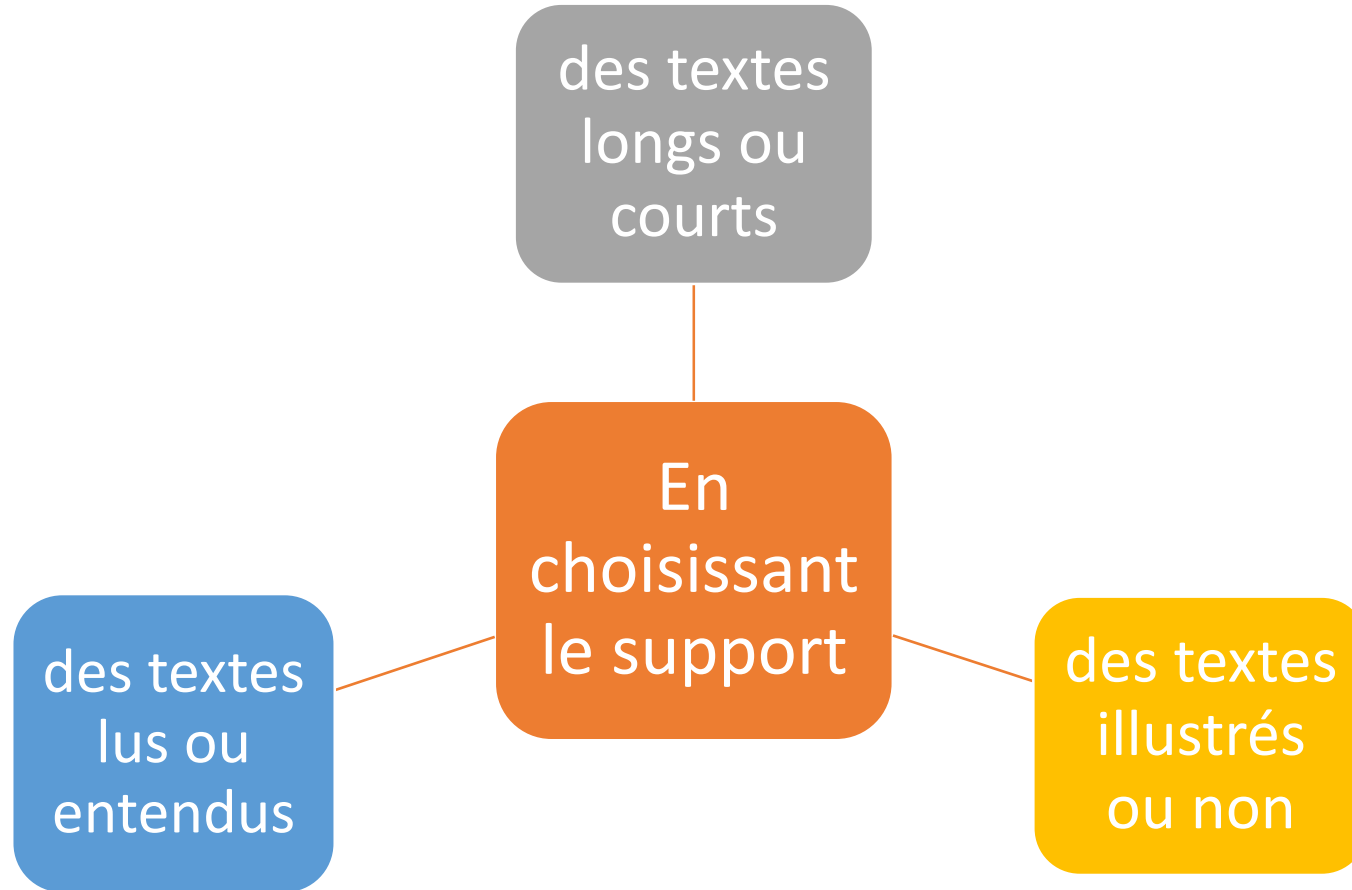 des textes
longs ou
courts
En
choisissant
le support
des textes
lus ou
entendus
des textes
illustrés
ou non